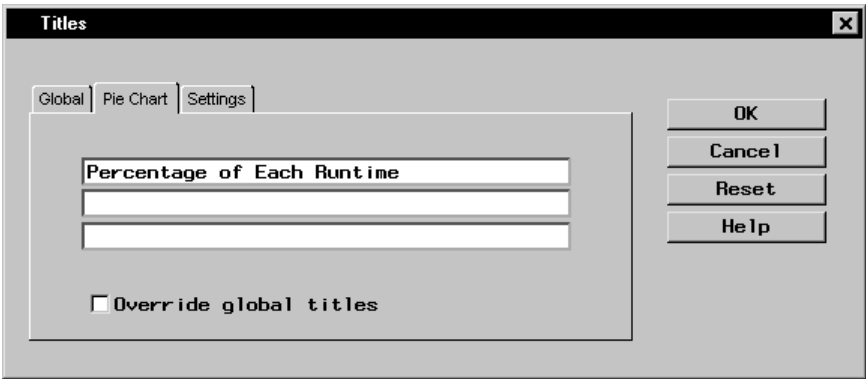 Titles
Global Pie Chart Settings
OK
Percentage of Each Runtime
Cancel
Reset
Help
Override global titles